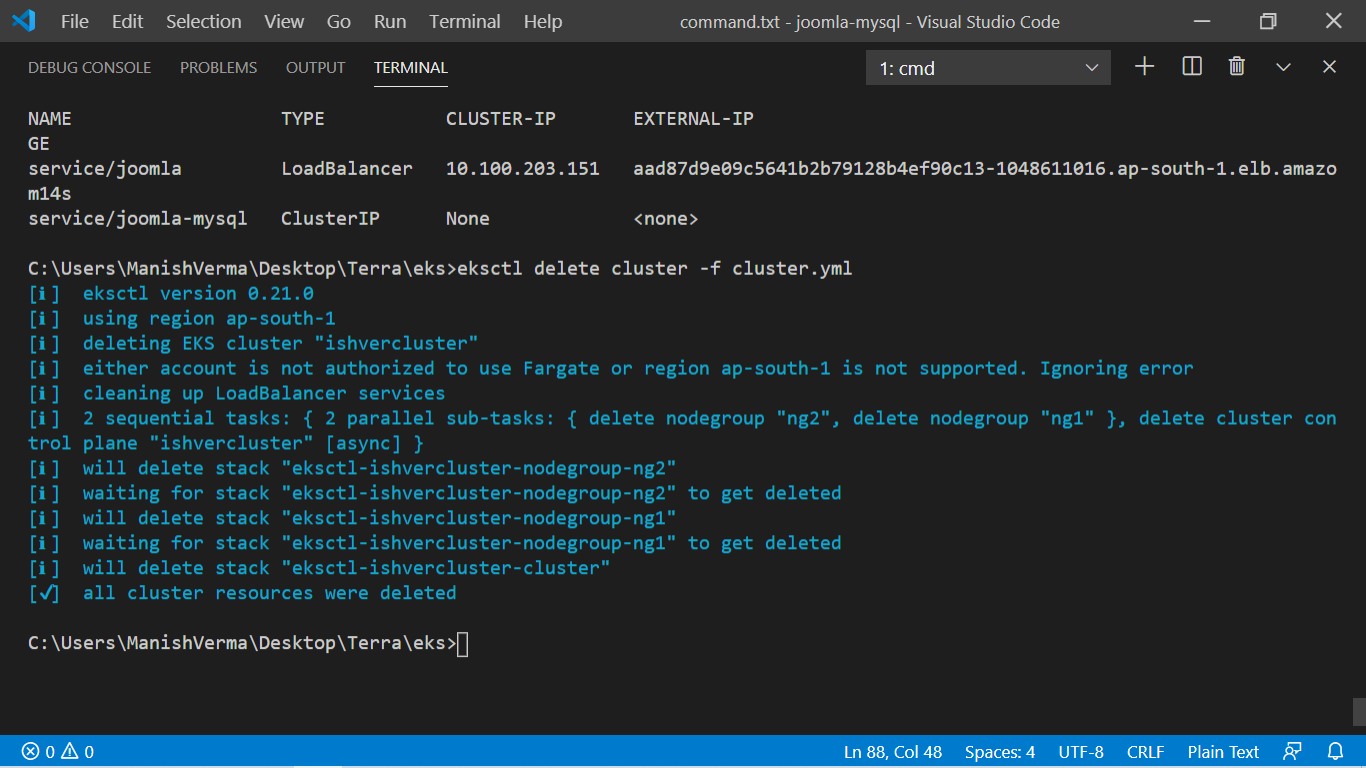 File Edit Selection View Go Run Terminal Help command.txt - joomla-mysql - Visual Studio Code
DEBUG CONSOLE PROBLEMS OUTPUT TERMINAL 1: cmd
NAME TYPE CLUSTER-IP EXTERNAL-IP
GE
service/joomla LoadBalancer 10.100.203.151 aad87d9e09c5641b2b79128b4ef90c13-1048611016.ap-south-1.elb.amazo
m14s
service/joomla-mysql ClusterIP None <none>
C:\Users\ManishVerma\Desktop\Terra\eks>eksctl delete cluster -f cluster.yml
[ℹ] eksctl version 0.21.0
[ℹ] using region ap-south-1
[ℹ] deleting EKS cluster "ishvercluster"
[ℹ] either account is not authorized to use Fargate or region ap-south-1 is not supported. Ignoring error
[ℹ] cleaning up LoadBalancer services
[ℹ] 2 sequential tasks: { 2 parallel sub-tasks: { delete nodegroup "ng2", delete nodegroup "ng1" }, delete cluster con
trol plane "ishvercluster" [async] }
[ℹ] will delete stack "eksctl-ishvercluster-nodegroup-ng2"
[ℹ] waiting for stack "eksctl-ishvercluster-nodegroup-ng2" to get deleted
[ℹ] will delete stack "eksctl-ishvercluster-nodegroup-ng1"
[ℹ] waiting for stack "eksctl-ishvercluster-nodegroup-ng1" to get deleted
[ℹ] will delete stack "eksctl-ishvercluster-cluster"
[✔] all cluster resources were deleted
C:\Users\ManishVerma\Desktop\Terra\eks>
0 0 Ln 88, Col 48 Spaces: 4 UTF-8 CRLF Plain Text